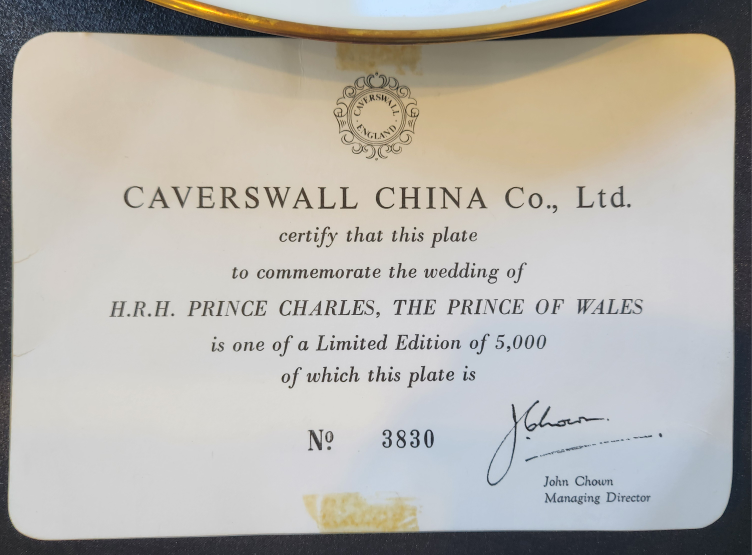 CAVERSWALL
ENGLAND
CAVERSWALL CHINA Co., Ltd.
certify that this plate
to commemorate the wedding of
H.R.H. PRINCE CHARLES, THE PRINCE OF WALES
is one of a Limited Edition of 5,000
of which this plate is
Nº 3830
J Chown.
John Chown
Managing Director